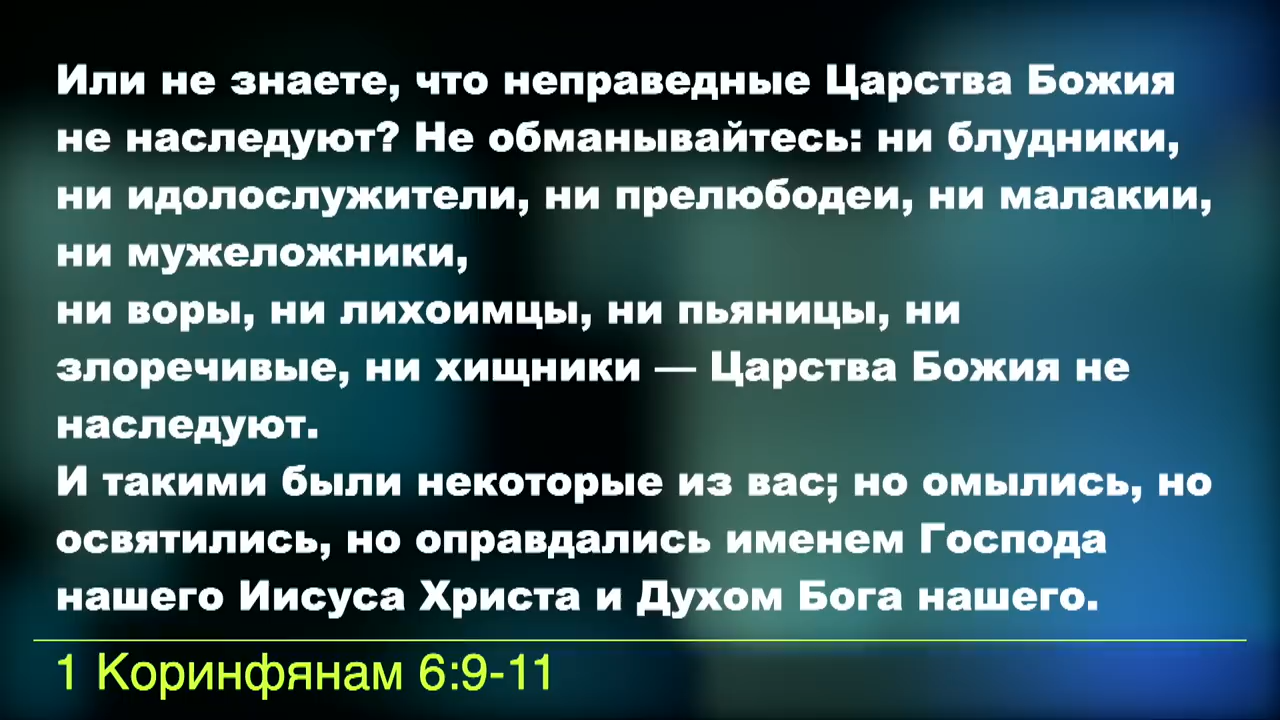 Или не знаете, что неправедные Царства Божия
не наследуют? Не обманывайтесь: ни блудники,
ни идолослужители, ни прелюбодеи, ни малакии,
ни мужеложники,
ни воры, ни лихоимцы, ни пьяницы, ни
злоречивые, ни хищники — Царства Божия не
наследуют.
И такими были некоторые из вас; но омылись, но
освятились, но оправдались именем Господа
нашего Иисуса Христа и Духом Бога нашего.
1 Коринфянам 6:9-11